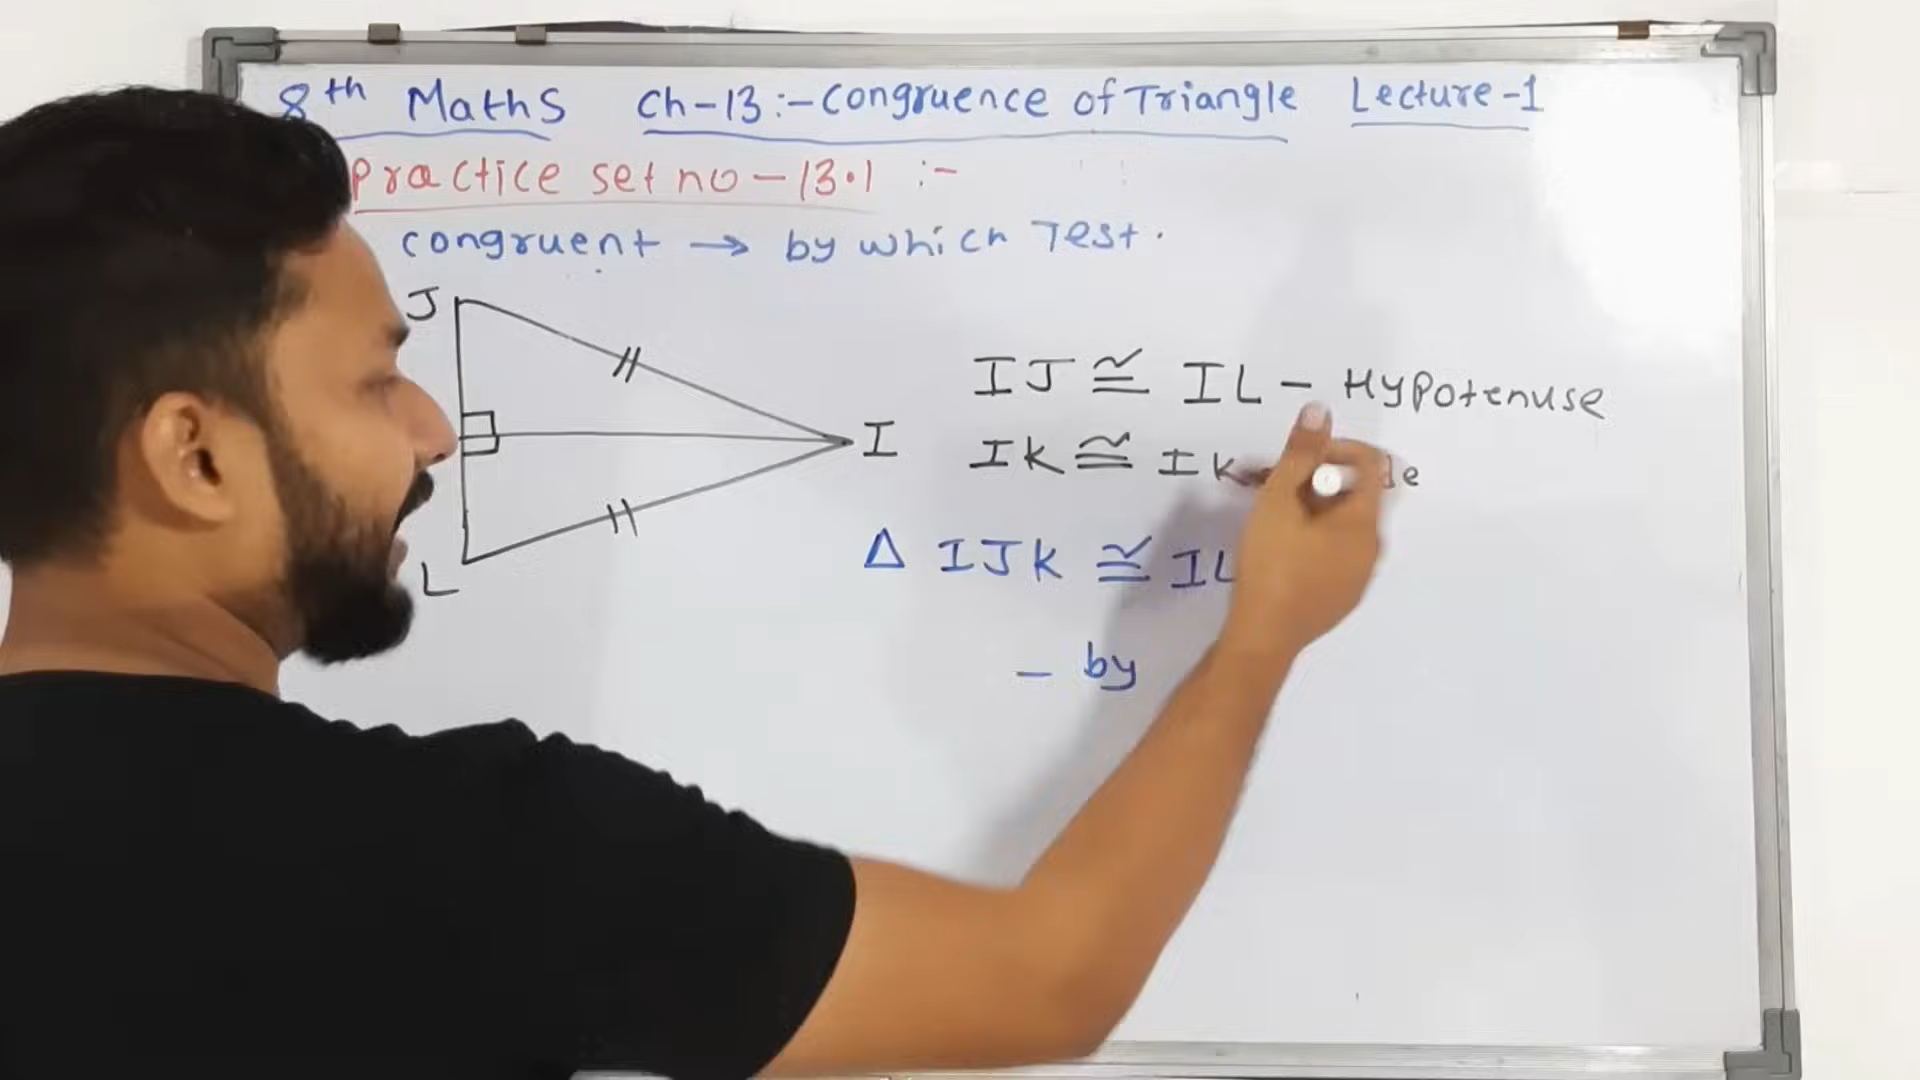 8th Maths Ch-13:- Congruence of Triangle Lecture-1
Practice set no - 13.1 :-
congruent → by which Test.
J
IJ ≅ IL - Hypotenuse
I
IK ≅ IK
Δ IJK ≅ IL
L
- by